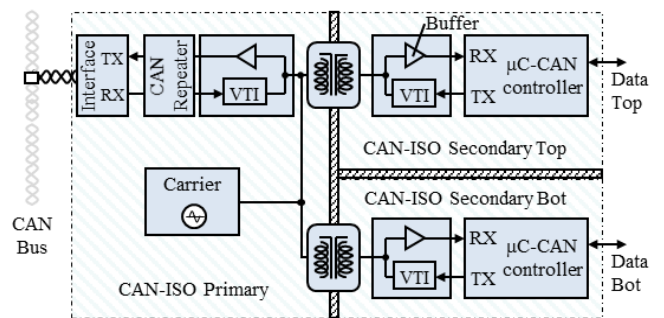 Buffer
Interface
TX
RX
CAN
Repeater
VTI
VTI
RX
TX
μC-CAN
controller
Data
Top
CAN-ISO Secondary Top
Carrier
CAN-ISO Secondary Bot
CAN
Bus
VTI
RX
TX
μC-CAN
controller
Data
Bot
CAN-ISO Primary